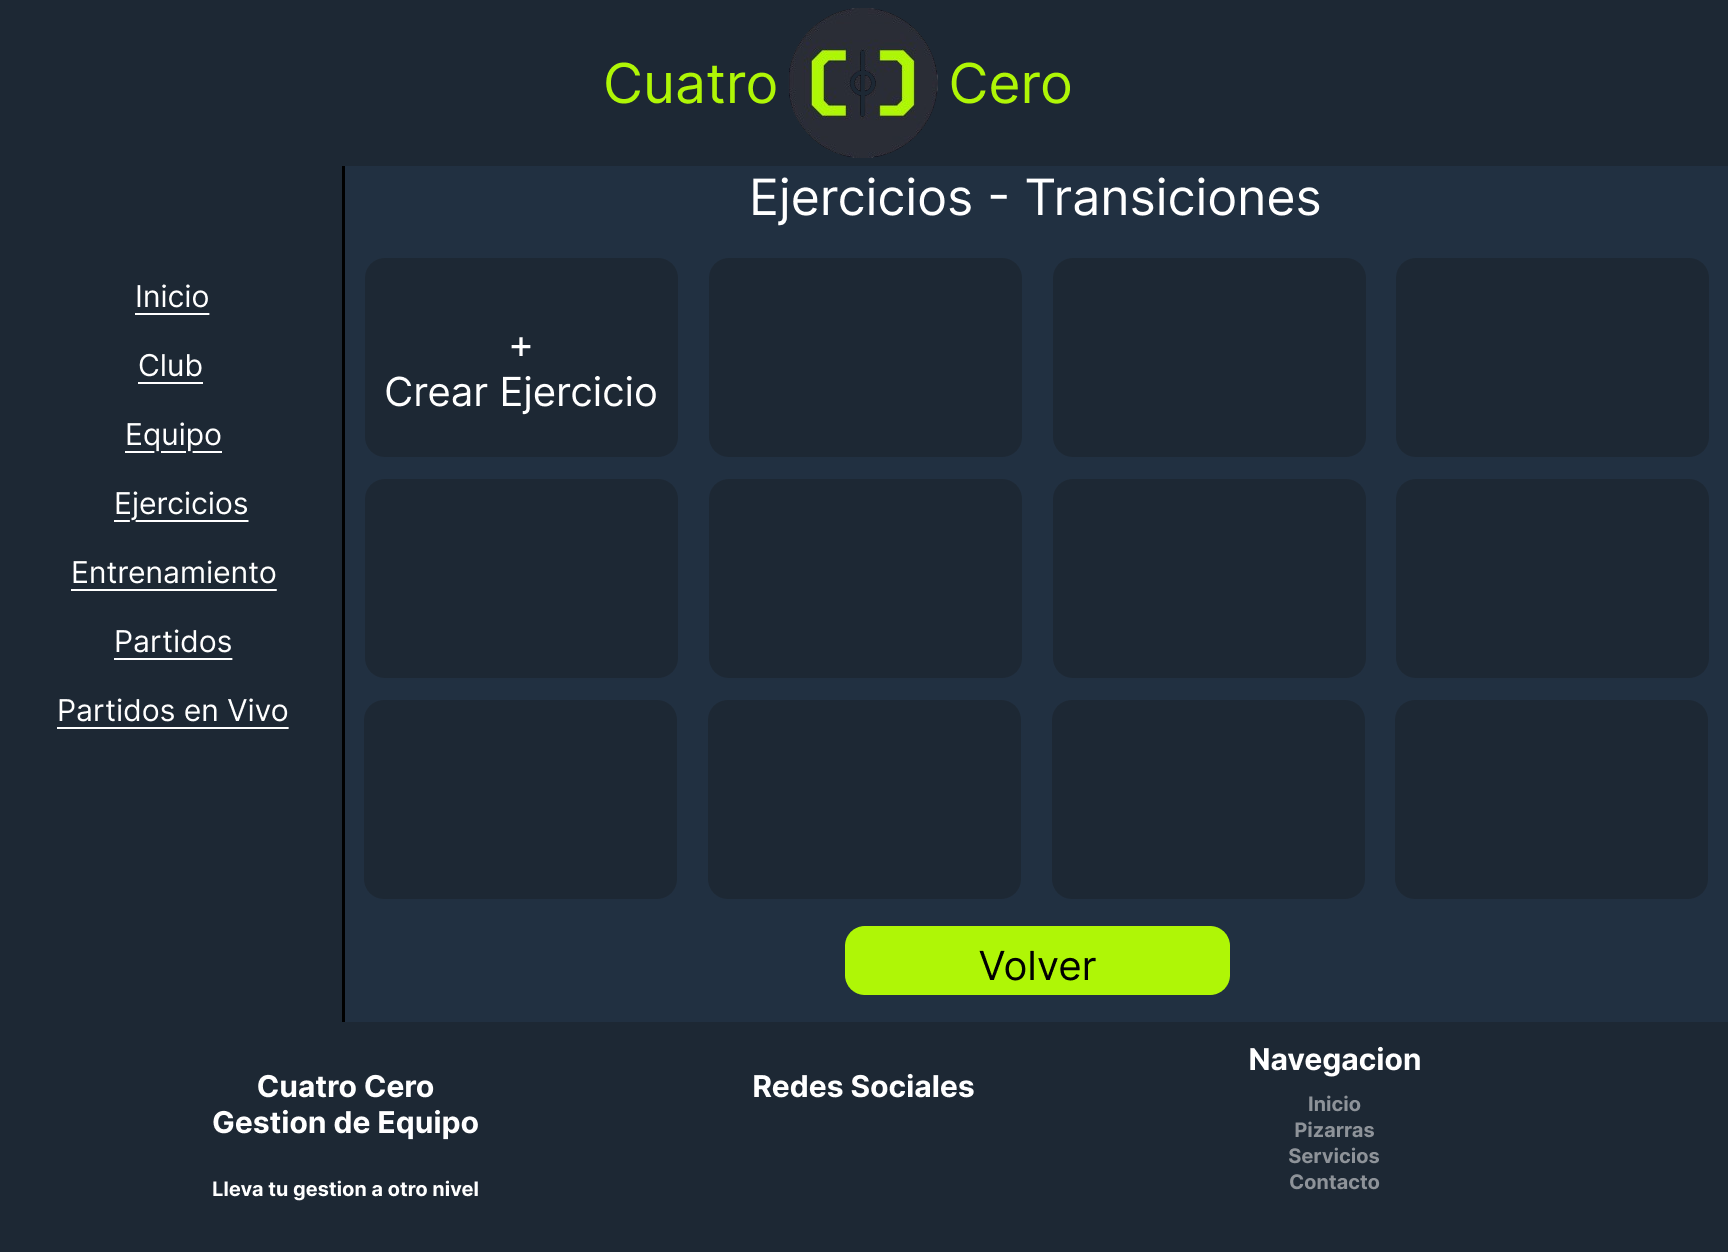 Cuatro Cero
Ejercicios - Transiciones
Inicio
Club
Equipo
Ejercicios
Entrenamiento
Partidos
Partidos en Vivo
+
Crear Ejercicio
Volver
Cuatro Cero
Gestion de Equipo
Lleva tu gestion a otro nivel
Redes Sociales
Navegacion
Inicio
Pizarras
Servicios
Contacto